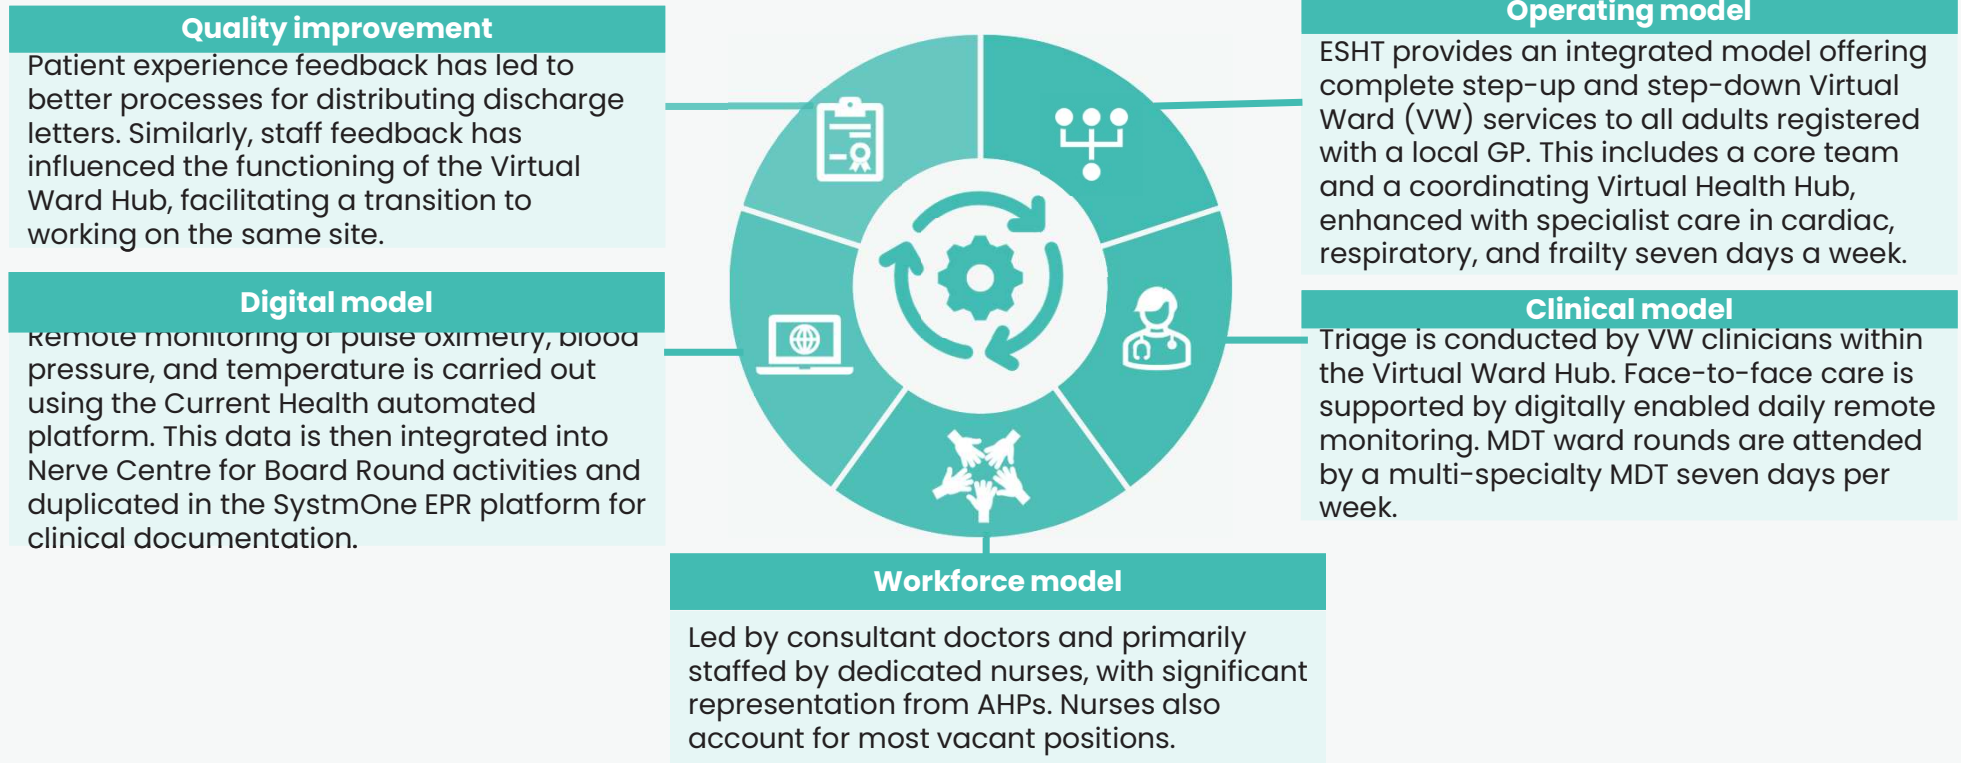 Quality improvement
Patient experience feedback has led to
better processes for distributing discharge
letters. Similarly, staff feedback has
influenced the functioning of the Virtual
Ward Hub, facilitating a transition to
working on the same site.
Digital model
Remote monitoring of pulse oximetry, blood
pressure, and temperature is carried out
using the Current Health automated
platform. This data is then integrated into
Nerve Centre for Board Round activities and
duplicated in the SystmOne EPR platform for
clinical documentation.
Operating model
ESHT provides an integrated model offering
complete step-up and step-down Virtual
Ward (VW) services to all adults registered
with a local GP. This includes a core team
and a coordinating Virtual Health Hub,
enhanced with specialist care in cardiac,
respiratory, and frailty seven days a week.
Clinical model
Triage is conducted by VW clinicians within
the Virtual Ward Hub. Face-to-face care is
supported by digitally enabled daily remote
monitoring. MDT ward rounds are attended
by a multi-specialty MDT seven days per
week.
Workforce model
Led by consultant doctors and primarily
staffed by dedicated nurses, with significant
representation from AHPs. Nurses also
account for most vacant positions.